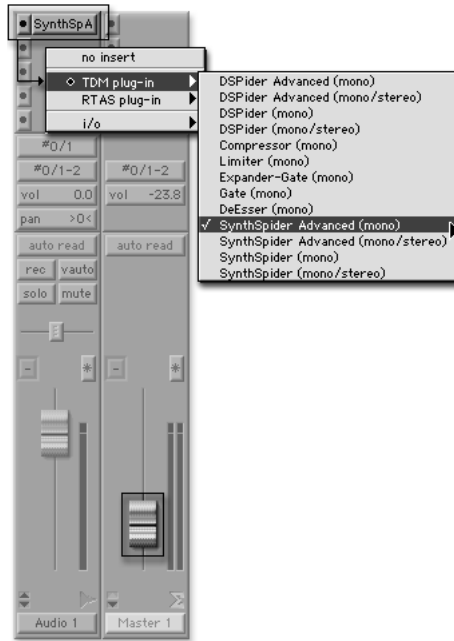 SynthSpA
no insert
TDM plug-in
RTAS plug-in
i/o
DSPider Advanced (mono)
DSPider Advanced (mono/stereo)
DSPider (mono)
DSPider (mono/stereo)
Compressor (mono)
Limiter (mono)
Expander-Gate (mono)
Gate (mono)
DeEsser (mono)
✓ SynthSpider Advanced (mono)
SynthSpider Advanced (mono/stereo)
SynthSpider (mono)
SynthSpider (mono/stereo)
#0/1
#0/1-2
#0/1-2
vol 0.0
vol -23.8
pan >0<
auto read
auto read
rec vauto
solo mute
Audio 1
Master 1